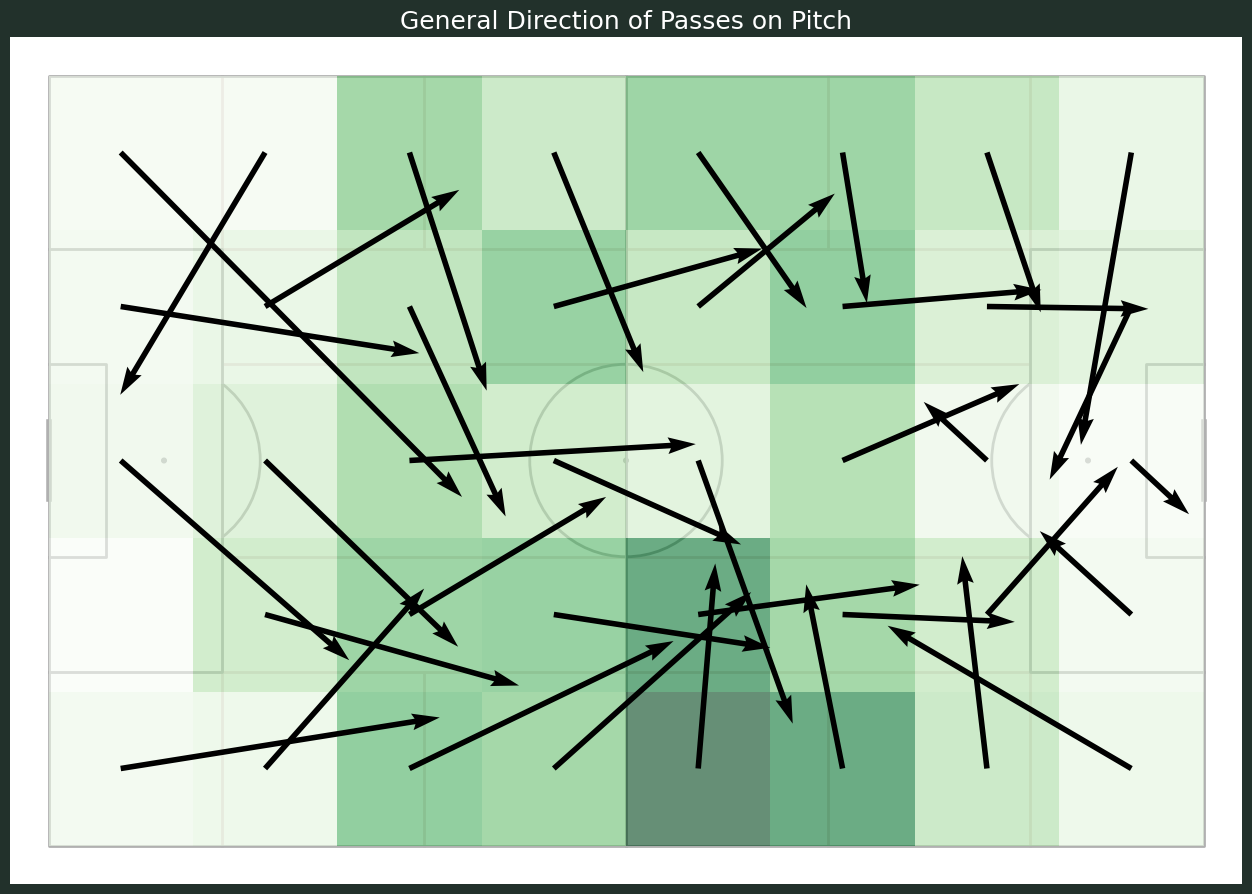 General Direction of Passes on Pitch